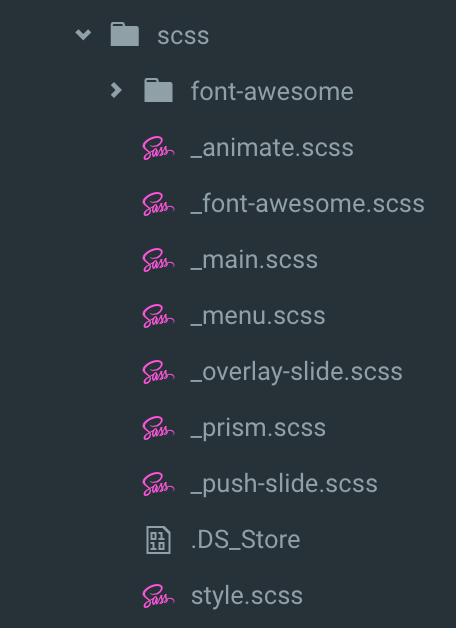 scss
font-awesome
_animate.scss
_font-awesome.scss
_main.scss
_menu.scss
_overlay-slide.scss
_prism.scss
_push-slide.scss
.DS_Store
style.scss